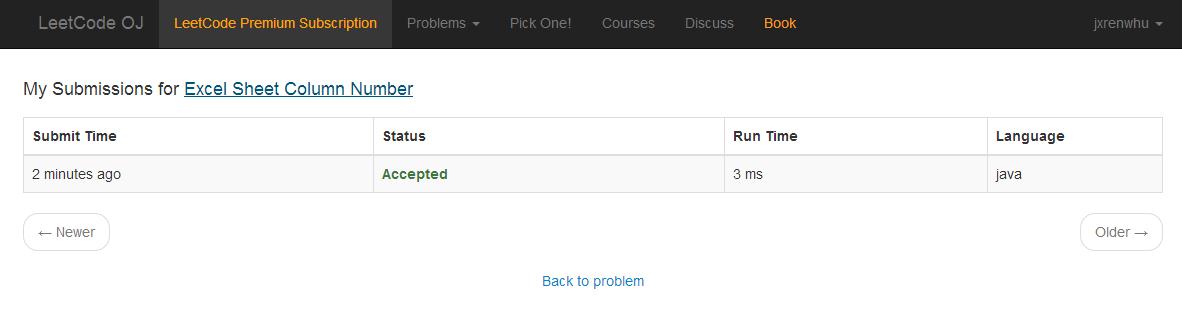 LeetCode OJ LeetCode Premium Subscription Problems Pick One! Courses Discuss Book jxrenwhu
My Submissions for Excel Sheet Column Number
Submit Time Status Run Time Language
2 minutes ago Accepted 3 ms java
← Newer Older →
Back to problem